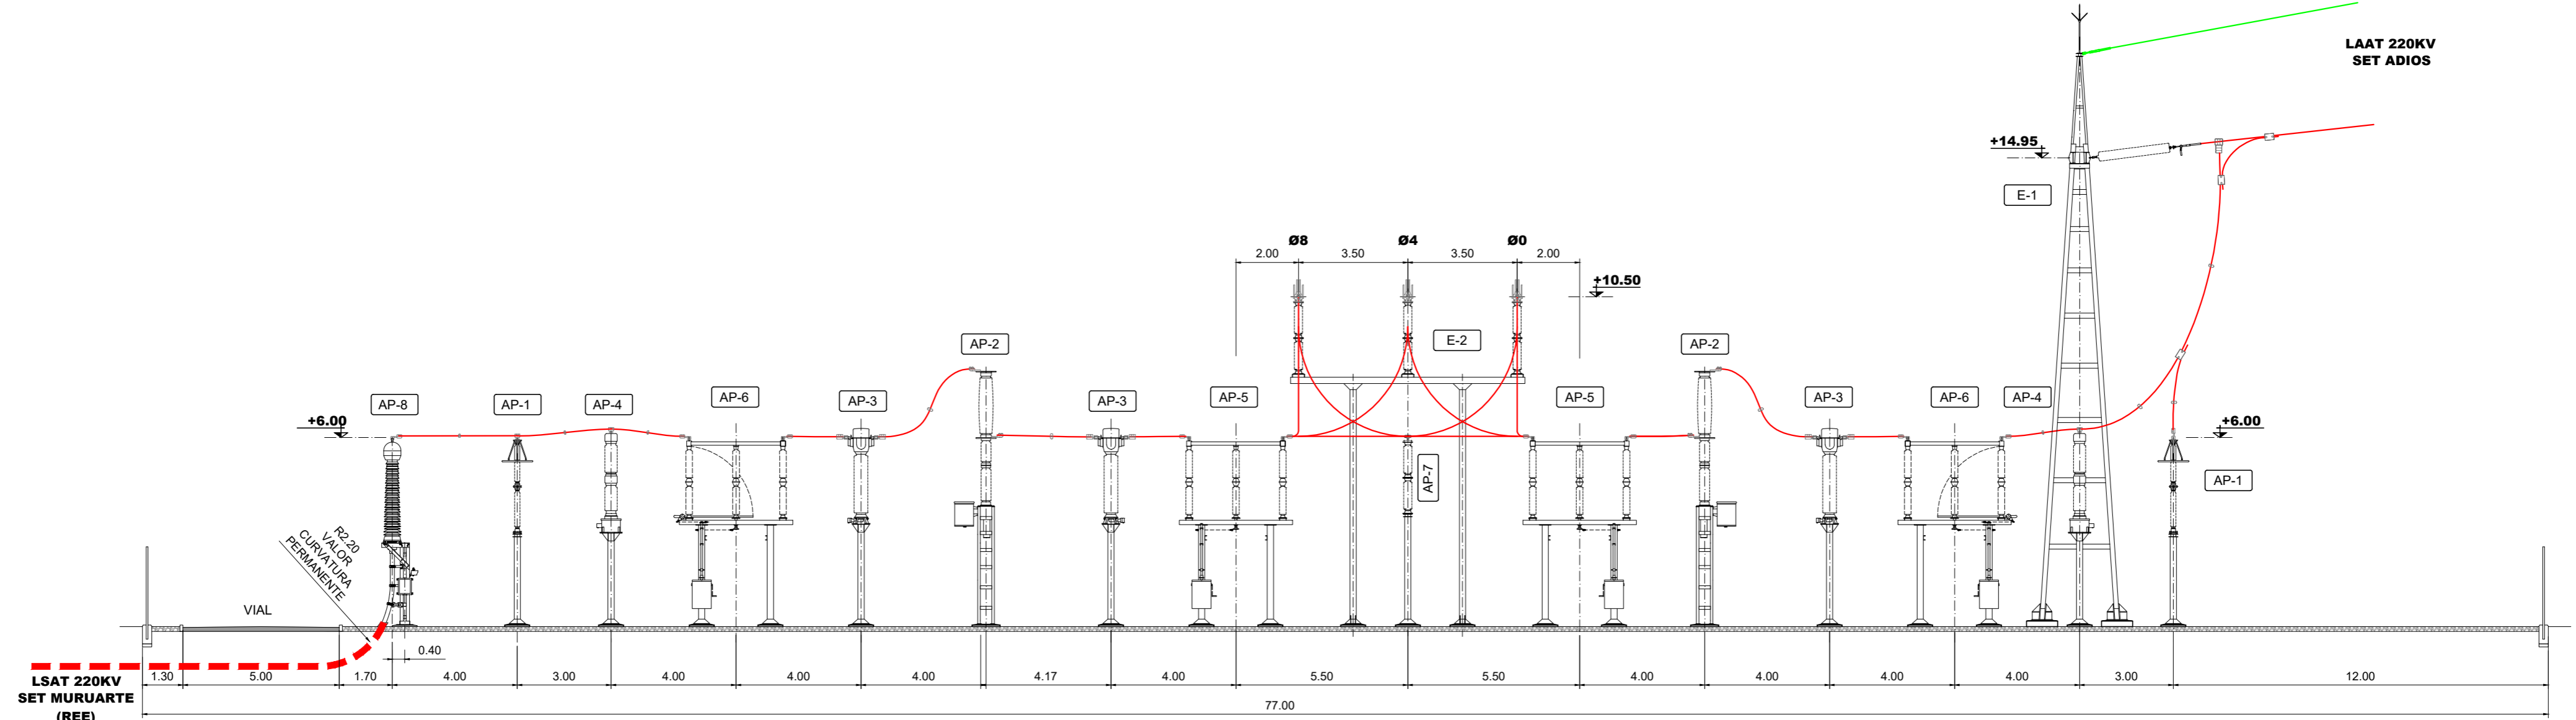 LAAT 220KV
SET ADIOS
+14.95
E-1
Ø8
Ø4
Ø0
2.00
3.50
3.50
2.00
+10.50
AP-2
E-2
AP-2
AP-8
AP-1
AP-4
AP-6
AP-3
AP-3
AP-5
AP-5
AP-3
AP-6
AP-4
+6.00
+6.00
AP-7
AP-1
R2.20
VALOR
CURVATURA
PERMANENTE
VIAL
0.40
LSAT 220KV
SET MURUARTE
(REE)
1.30
5.00
1.70
4.00
3.00
4.00
4.00
4.00
4.17
4.00
5.50
5.50
4.00
4.00
4.00
4.00
3.00
12.00
77.00